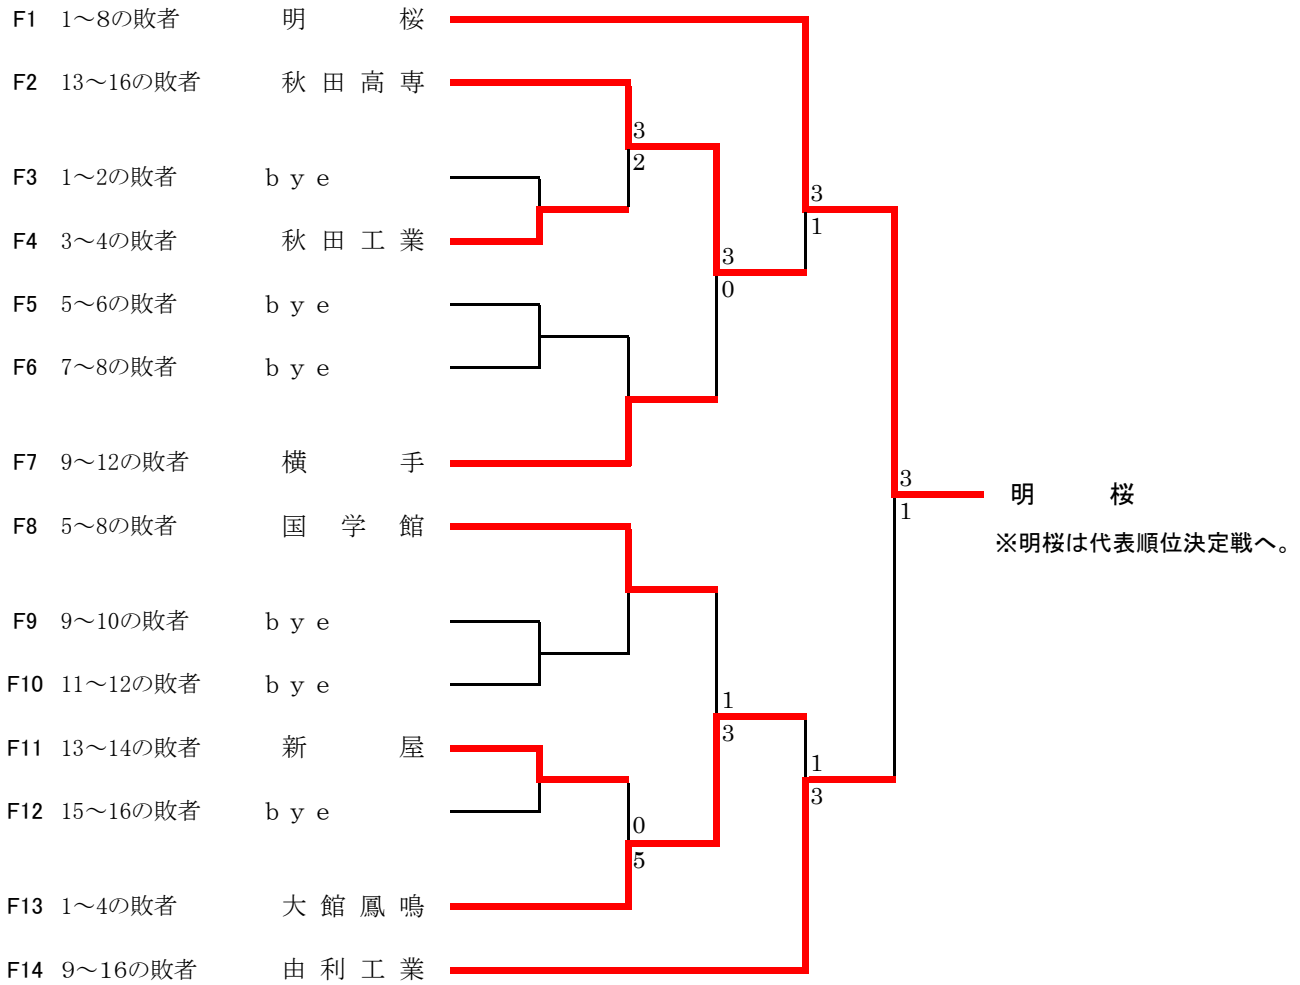 F1 1～8の敗者 明桜
F2 13～16の敗者 秋田高専
3
2
F3 1～2の敗者 ｂｙｅ
3
F4 3～4の敗者 秋田工業
1
3
0
F5 5～6の敗者 ｂｙｅ
F6 7～8の敗者 ｂｙｅ
F7 9～12の敗者 横手
3
明桜
1
F8 5～8の敗者 国学館
※明桜は代表順位決定戦へ。
F9 9～10の敗者 ｂｙｅ
F10 11～12の敗者 ｂｙｅ
1
3
F11 13～14の敗者 新屋
1
3
F12 15～16の敗者 ｂｙｅ
0
5
F13 1～4の敗者 大館鳳鳴
F14 ９～１６の敗者 由利工業